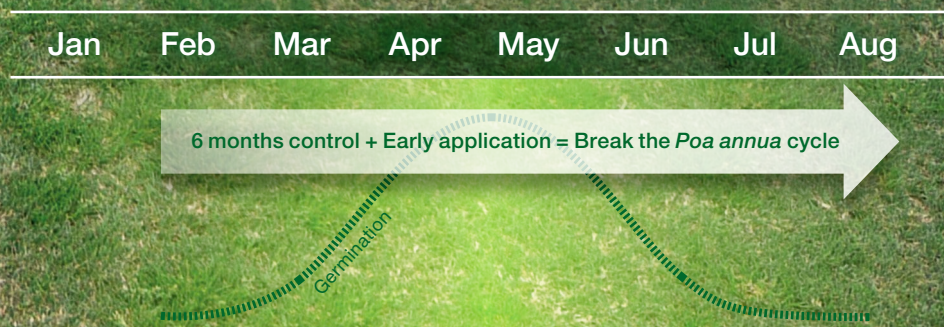 Jan Feb Mar Apr May Jun Jul Aug
6 months control + Early application = Break the Poa annua cycle
Germination